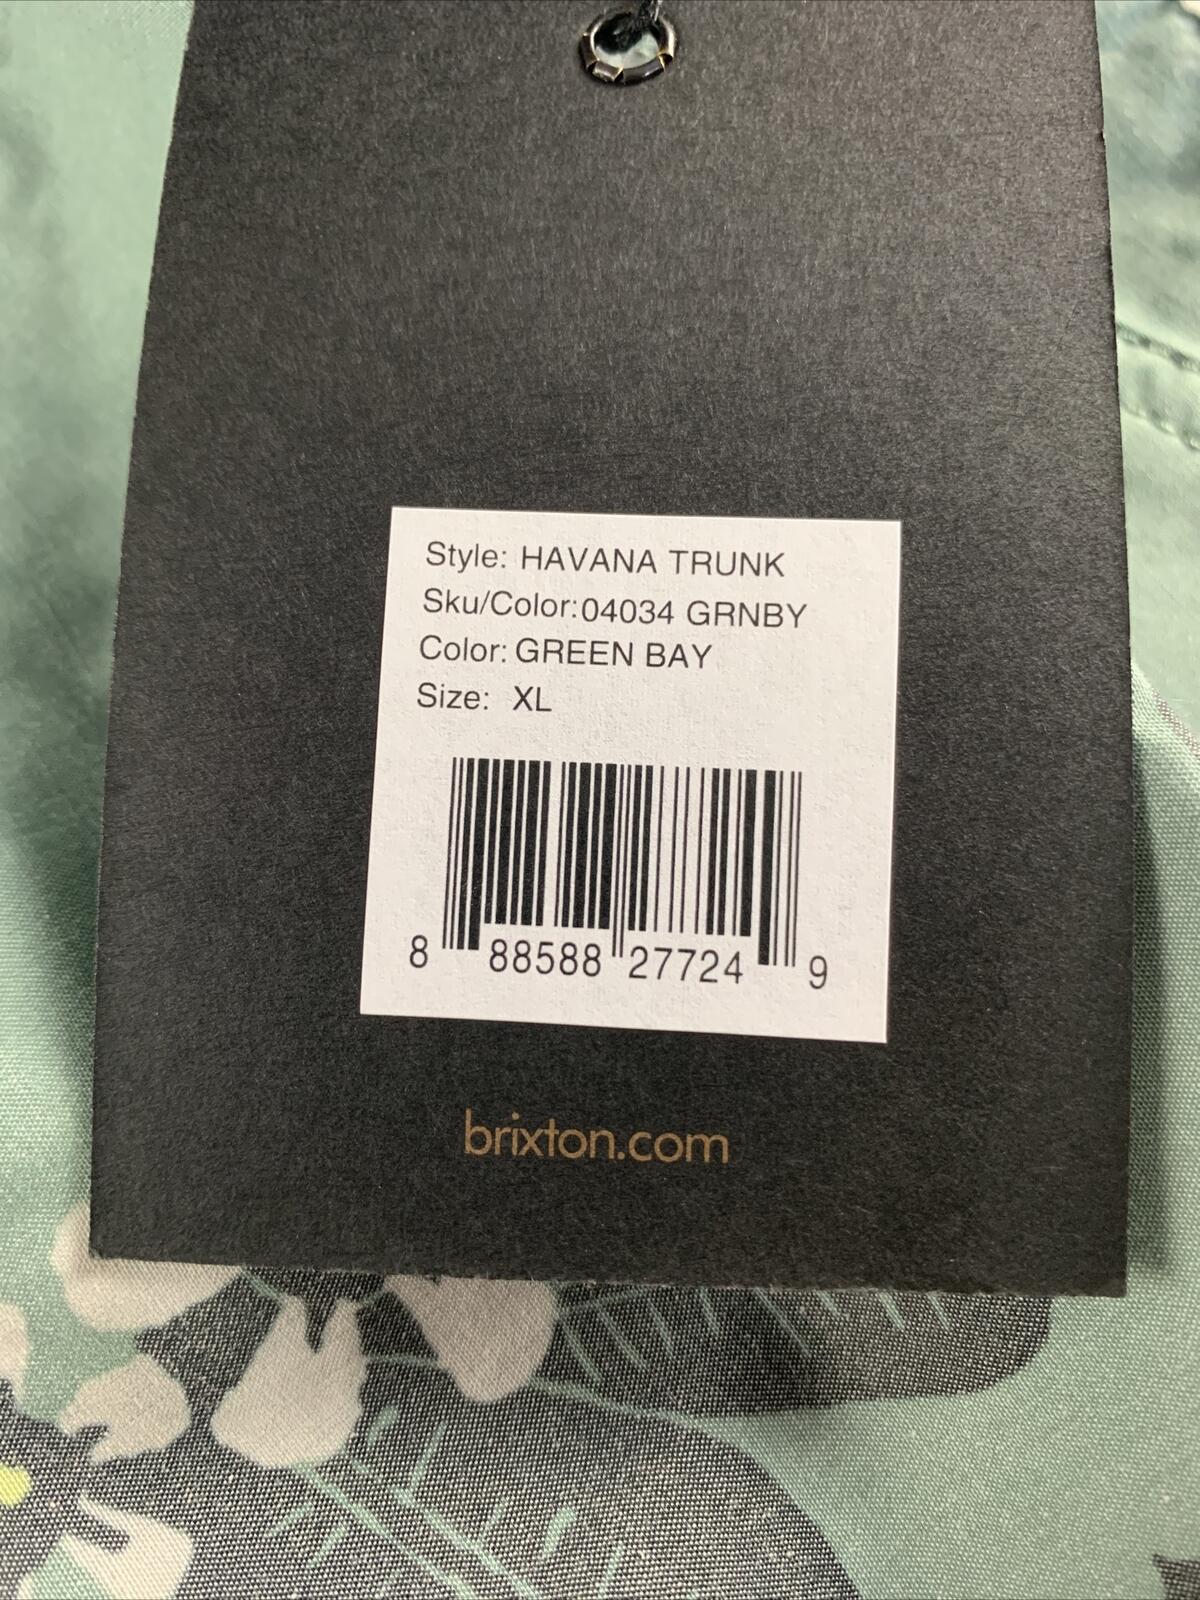 Style: HAVANA TRUNK
Sku/Color:04034 GRNBY
Color: GREEN BAY
Size: XL
8 88588 27724 9
brixton.com